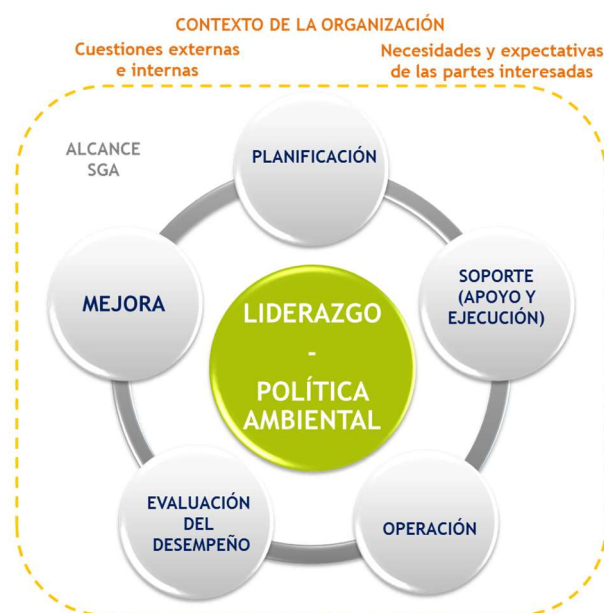 CONTEXTO DE LA ORGANIZACIÓN
Cuestiones externas
e internas
Necesidades y expectativas
de las partes interesadas
ALCANCE
SGA
PLANIFICACIÓN
SOPORTE
(APOYO Y
EJECUCIÓN)
MEJORA
LIDERAZGO
-
POLÍTICA
AMBIENTAL
EVALUACIÓN
DEL
DESEMPEÑO
OPERACIÓN